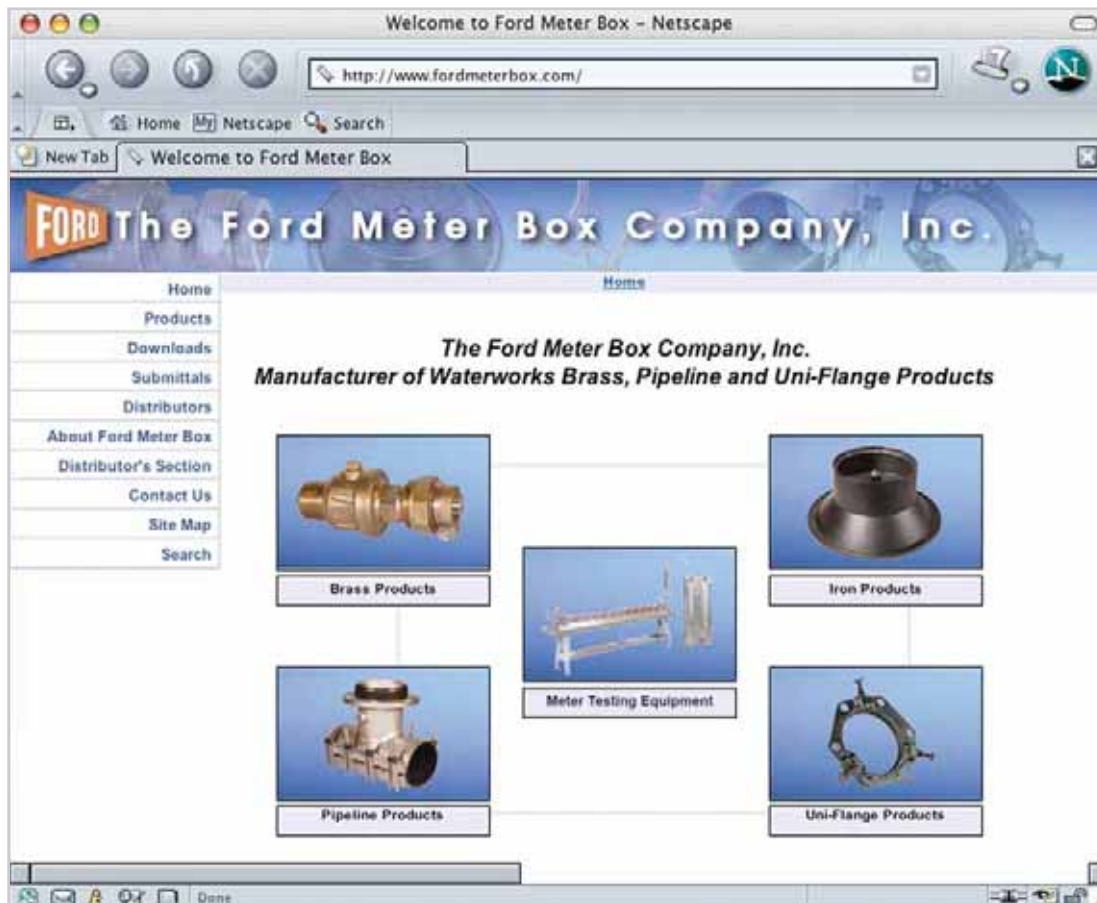 Welcome to Ford Meter Box – Netscape
http://www.fordmeterbox.com/
N
Home My Netscape Search
New Tab Welcome to Ford Meter Box
FORD The Ford Meter Box Company, Inc.
Home
Home
Products
Downloads
Submittals
Distributors
About Ford Meter Box
Distributor's Section
Contact Us
Site Map
Search
The Ford Meter Box Company, Inc.
Manufacturer of Waterworks Brass, Pipeline and Uni-Flange Products
Brass Products
Iron Products
Meter Testing Equipment
Pipeline Products
Uni-Flange Products
Done